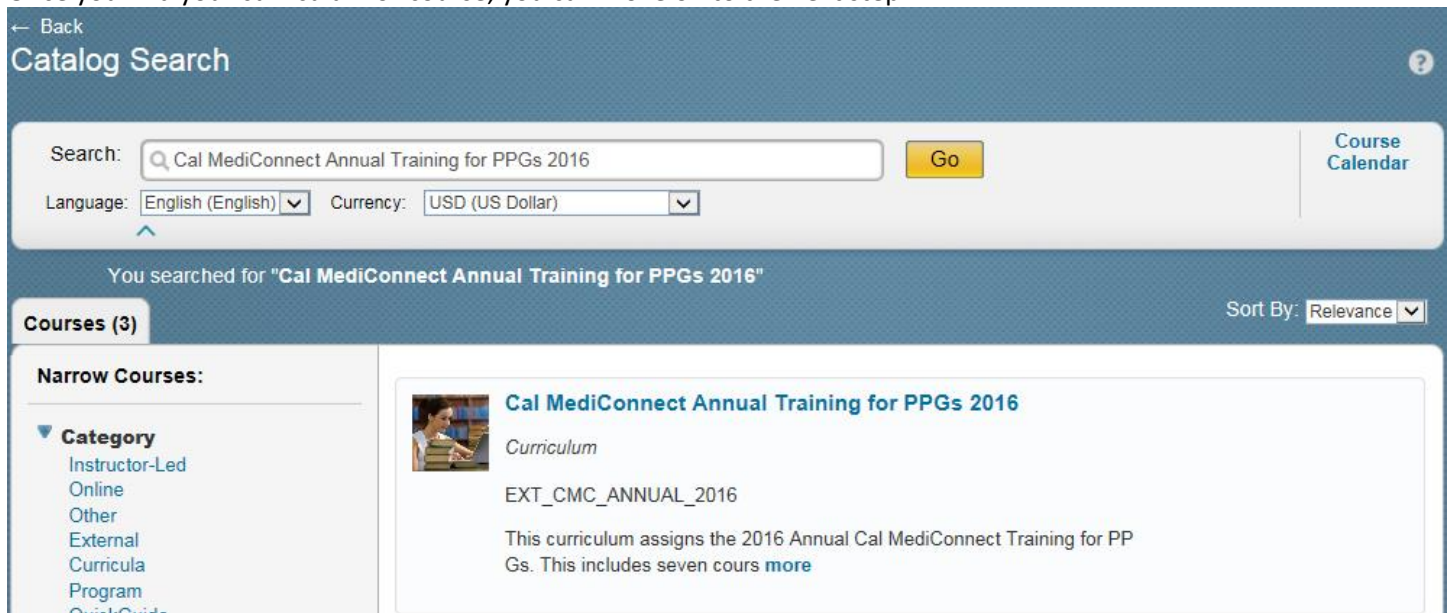 ← Back
Catalog Search
Search: Cal MediConnect Annual Training for PPGs 2016 Go
Course
Calendar
Language: English (English) Currency: USD (US Dollar)
You searched for "Cal MediConnect Annual Training for PPGs 2016"
Courses (3)
Sort By: Relevance
Narrow Courses:
Category
Instructor-Led
Online
Other
External
Curricula
Program
Cal MediConnect Annual Training for PPGs 2016
Curriculum
EXT_CMC_ANNUAL_2016
This curriculum assigns the 2016 Annual Cal MediConnect Training for PP
Gs. This includes seven cours more